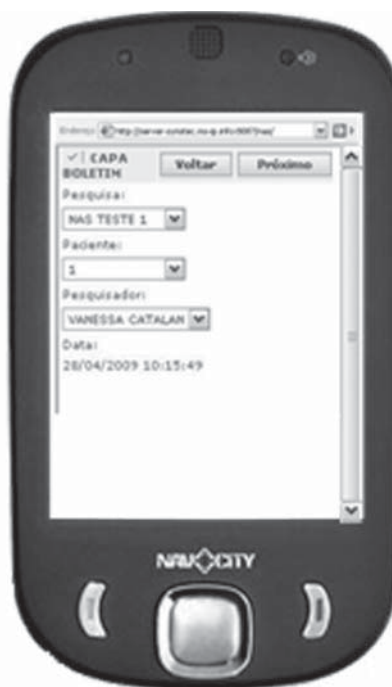 Endereço
CAPA BOLETIM
Voltar
Próximo
Pesquisa:
NAS TESTE 1
Paciente:
1
Pesquisador:
VANESSA CATALAN
Data:
28/04/2009 10:15:49
NAVCITY